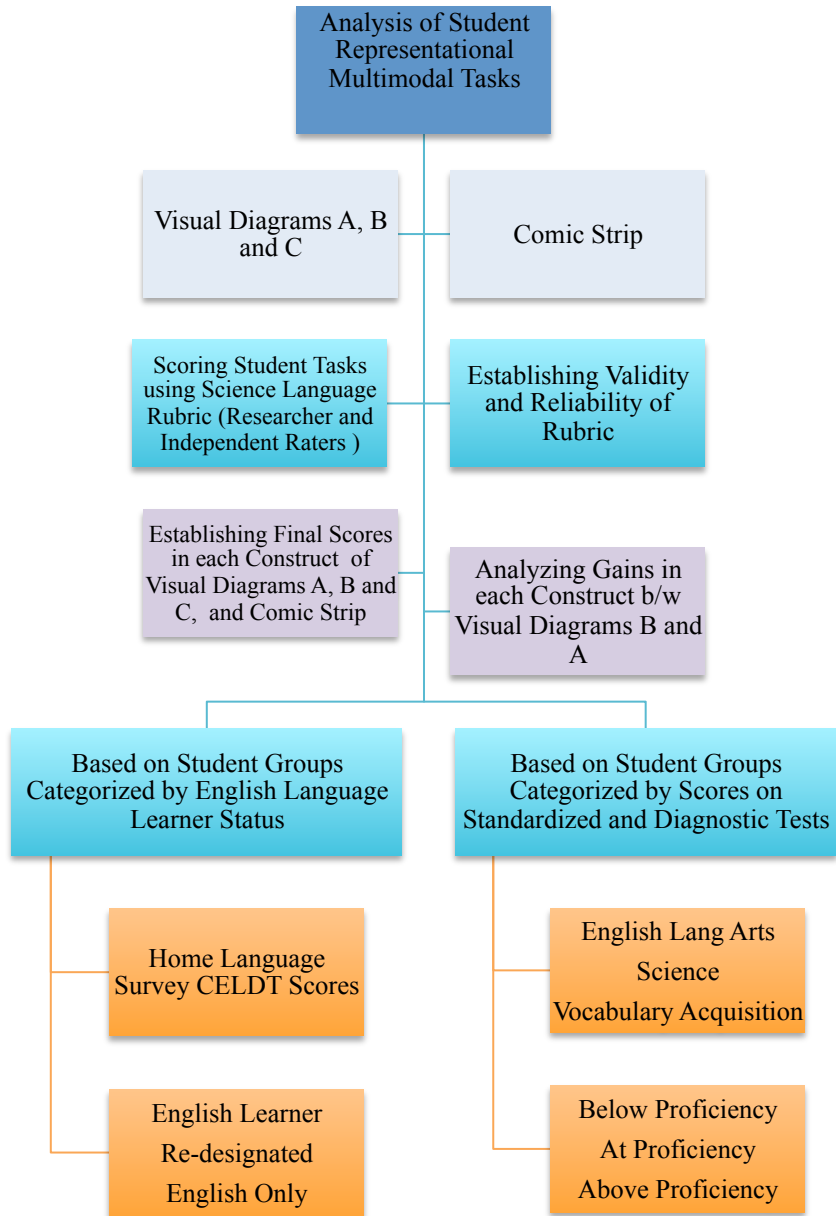 Analysis of Student
Representational
Multimodal Tasks
Visual Diagrams A, B
and C
Comic Strip
Scoring Student Tasks
using Science Language
Rubric (Researcher and
Independent Raters )
Establishing Validity
and Reliability of
Rubric
Establishing Final Scores
in each Construct of
Visual Diagrams A, B and
C, and Comic Strip
Analyzing Gains in
each Construct b/w
Visual Diagrams B and
A
Based on Student Groups
Categorized by English Language
Learner Status
Based on Student Groups
Categorized by Scores on
Standardized and Diagnostic Tests
Home Language
Survey CELDT Scores
English Lang Arts
Science
Vocabulary Acquisition
English Learner
Re-designated
English Only
Below Proficiency
At Proficiency
Above Proficiency